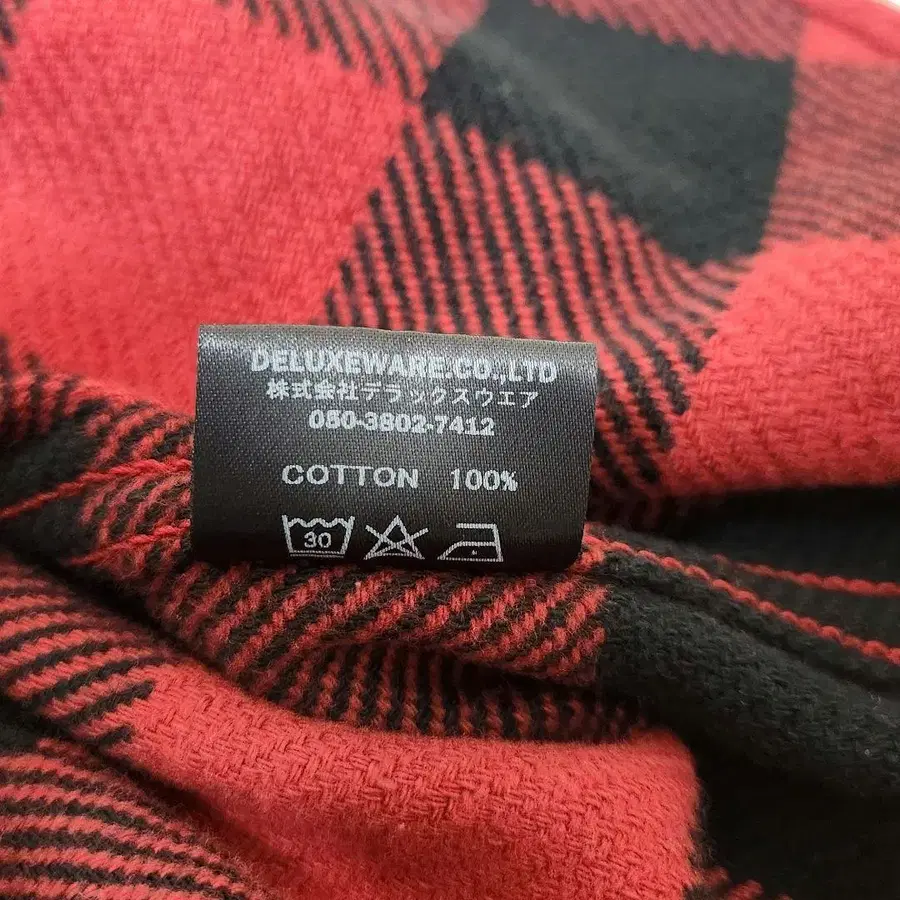 DELUXEWARE.CO.,LTD
株式会社デラックスウエア
050-3802-7412
COTTON 100%
30